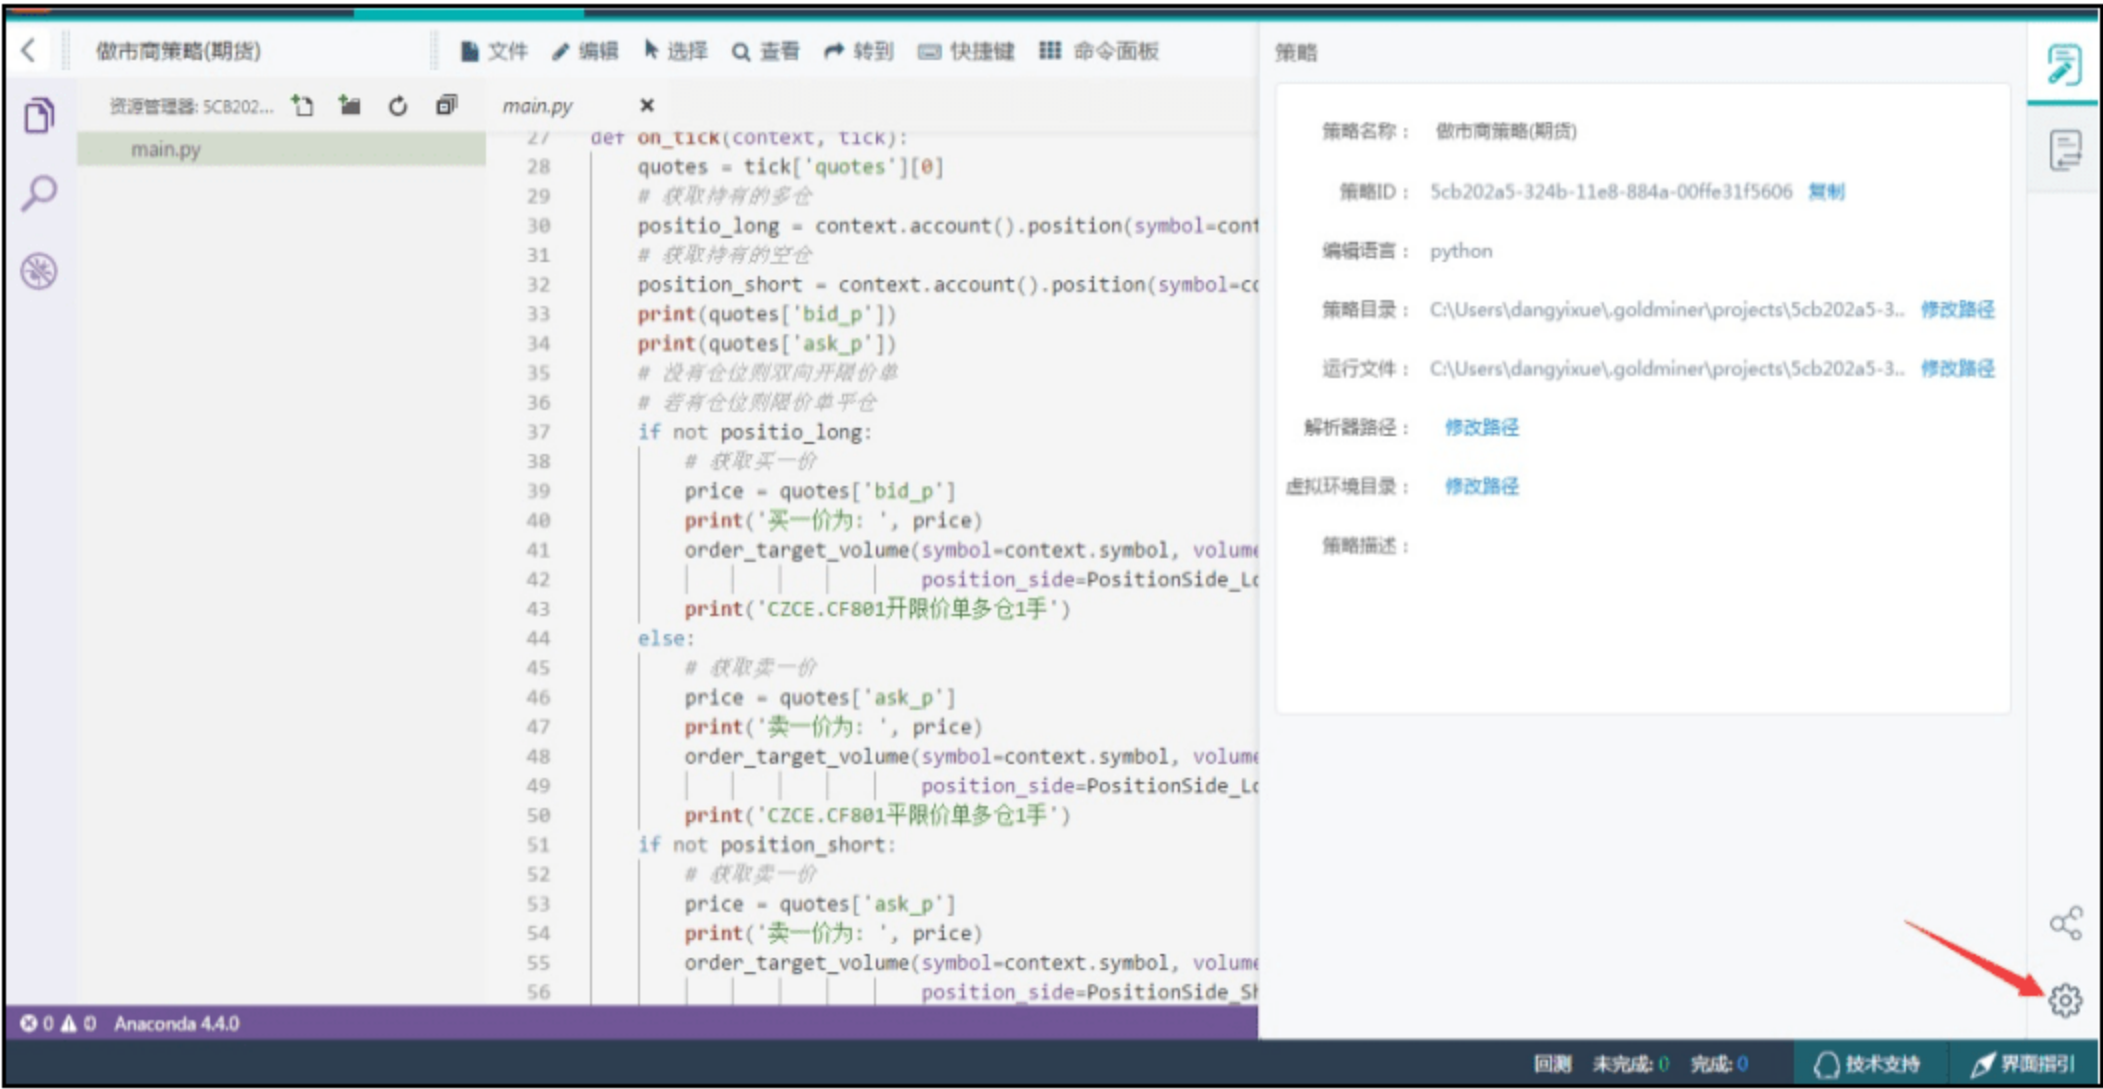 做市商策略(期货) 文件 编辑 选择 查看 转到 快捷键 命令面板
资源管理器: 5CB202... main.py ×
main.py
27 def on_tick(context, tick):
28 quotes = tick['quotes'][0]
29 # 获取持有的多仓
30 positio_long = context.account().position(symbol=cont
31 # 获取持有的空仓
32 position_short = context.account().position(symbol=co
33 print(quotes['bid_p'])
34 print(quotes['ask_p'])
35 # 没有仓位则双向开限价单
36 # 若有仓位则限价单平仓
37 if not positio_long:
38 # 获取买一价
39 price = quotes['bid_p']
40 print('买一价为: ', price)
41 order_target_volume(symbol=context.symbol, volume
42 position_side=PositionSide_Lo
43 print('CZCE.CF801开限价单多仓1手')
44 else:
45 # 获取卖一价
46 price = quotes['ask_p']
47 print('卖一价为: ', price)
48 order_target_volume(symbol=context.symbol, volume
49 position_side=PositionSide_Lo
50 print('CZCE.CF801平限价单多仓1手')
51 if not position_short:
52 # 获取卖一价
53 price = quotes['ask_p']
54 print('卖一价为: ', price)
55 order_target_volume(symbol=context.symbol, volume
56 position_side=PositionSide_Sh
0 0 Anaconda 4.4.0
策略
策略名称： 做市商策略(期货)
策略ID： 5cb202a5-324b-11e8-884a-00ffe31f5606 复制
编辑语言： python
策略目录： C:\Users\dangyixue\.goldminer\projects\5cb202a5-3.. 修改路径
运行文件： C:\Users\dangyixue\.goldminer\projects\5cb202a5-3.. 修改路径
解析器路径： 修改路径
虚拟环境目录： 修改路径
策略描述：
回测 未完成: 0 完成: 0 技术支持 界面指引